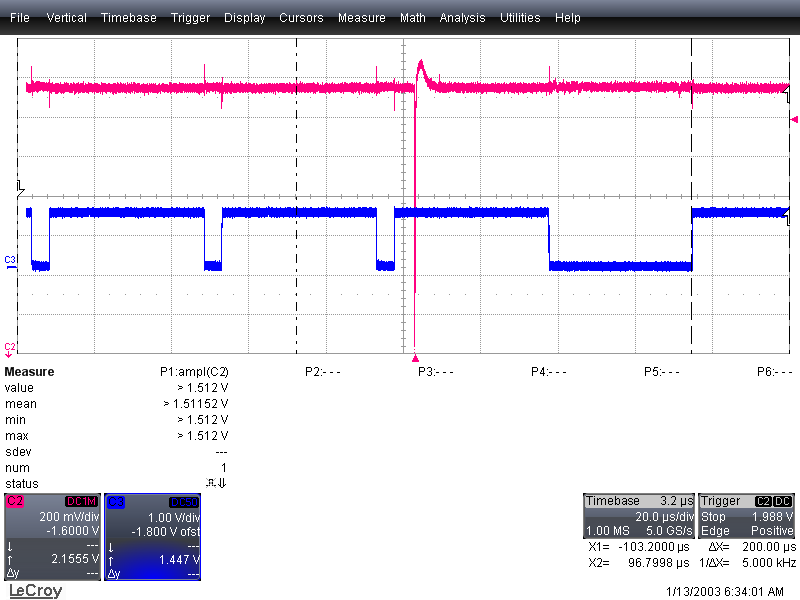 File Vertical Timebase Trigger Display Cursors Measure Math Analysis Utilities Help
C3
C2
Measure P1:ampl(C2) P2:--- P3:--- P4:--- P5:--- P6:---
value > 1.512 V
mean > 1.51152 V
min > 1.512 V
max > 1.512 V
sdev ---
num 1
status
C2 DC1M
200 mV/div
-1.6000 V
↓ ---
↑ 2.1555 V
Δy ---
1.00 V/div
-1.800 V ofst
↓ ---
↑ 1.447 V
Δy ---
Timebase 3.2 µs
20.0 µs/div
1.00 MS 5.0 GS/s
Trigger C2 DC
Stop 1.988 V
Edge Positive
X1= -103.2000 µs ΔX= 200.00 µs
X2= 96.7998 µs 1/ΔX= 5.000 kHz
LeCroy
1/13/2003 6:34:01 AM